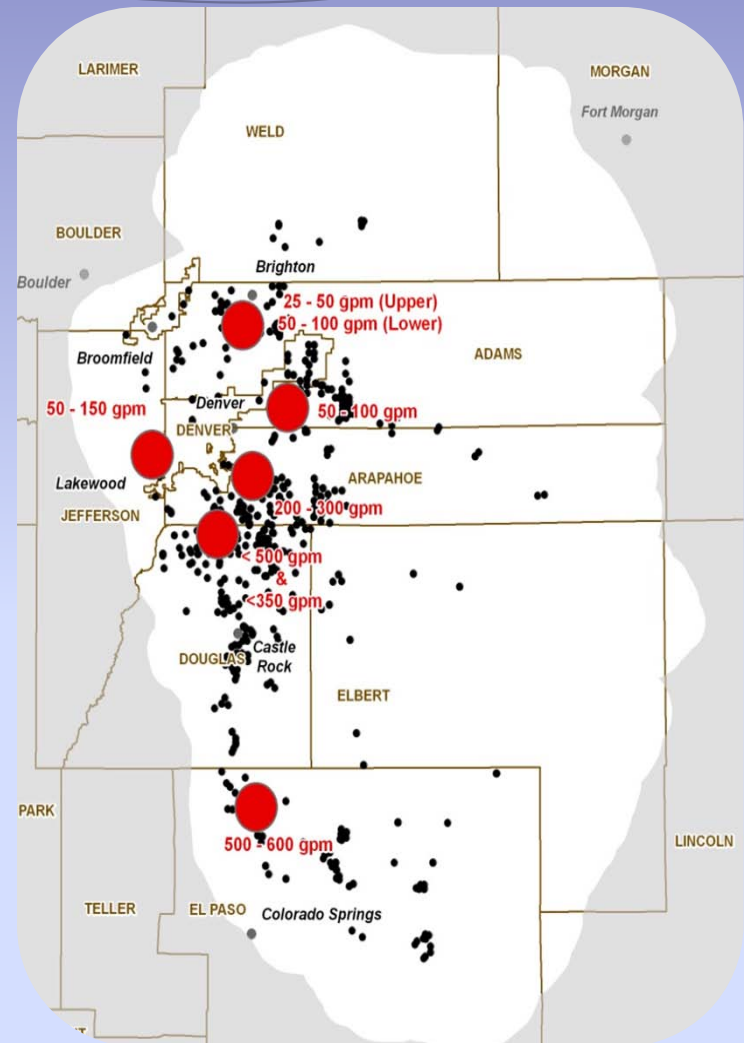 LARIMER
MORGAN
Fort Morgan
WELD
BOULDER
Brighton
Boulder
25 - 50 gpm (Upper)
50 - 100 gpm (Lower)
Broomfield
ADAMS
50 - 150 gpm
Denver
50 - 100 gpm
DENVER
Lakewood
ARAPAHOE
JEFFERSON
200 - 300 gpm
< 500 gpm
&
<350 gpm
Castle
Rock
DOUGLAS
ELBERT
PARK
500 - 600 gpm
LINCOLN
TELLER
EL PASO
Colorado Springs